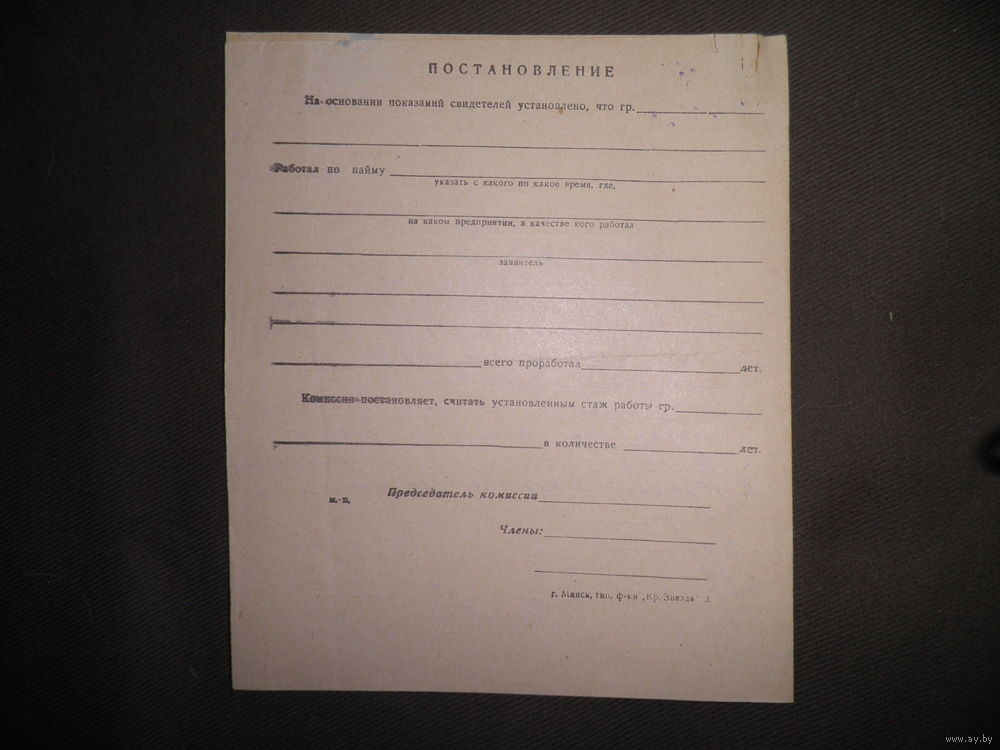 ПОСТАНОВЛЕНИЕ
На основании показаний свидетелей установлено, что гр.
Работал по найму
указать с какого по какое время, где,
на каком предприятии, в качестве кого работал
заявитель
всего проработал лет.
Комиссия постановляет, считать установленным стаж работы гр.
в количестве лет.
м. п. Председатель комиссии
Члены:
г. Минск, тип. ф-ки „Кр. Звезда"
www.ay.by